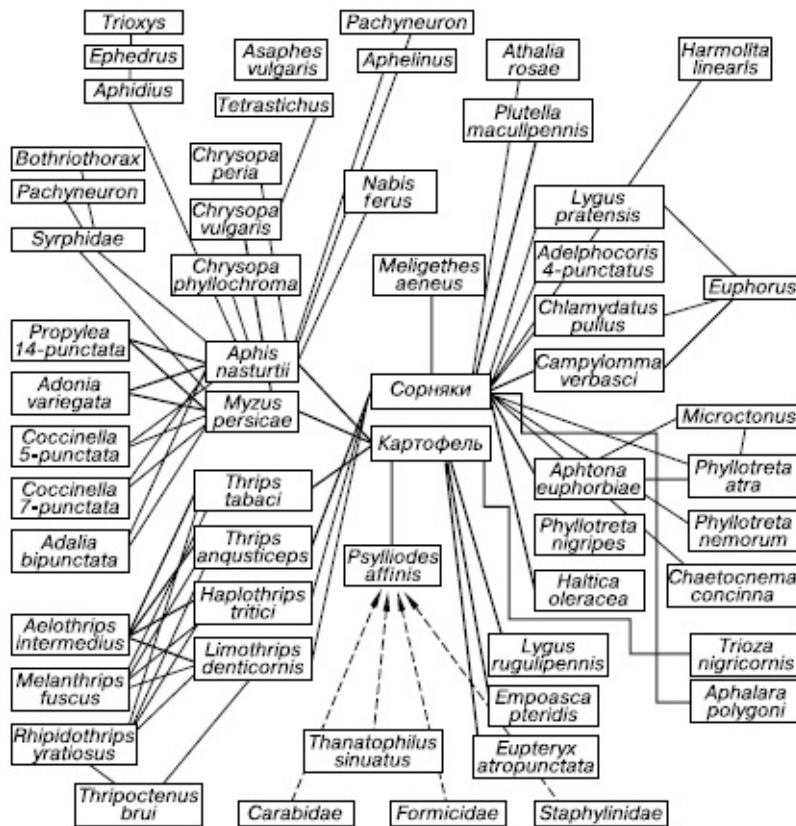 Trioxys
Ephedrus
Aphidius
Asaphes
vulgaris
Tetrastichus
Pachyneuron
Aphelinus
Athalia
rosae
Plutella
maculipennis
Harmolita
linearis
Bothriothorax
Pachyneuron
Syrphidae
Chrysopa
peria
Chrysopa
vulgaris
Chrysopa
phyllochroma
Nabis
ferus
Meligethes
aeneus
Lygus
pratensis
Adelphocoris
4-punctatus
Chlamydatus
pullus
Campylomma
verbasci
Euphorus
Propylea
14-punctata
Adonia
variegata
Coccinella
5-punctata
Coccinella
7-punctata
Adalia
bipunctata
Aphis
nasturtii
Myzus
persicae
Сорняки
Картофель
Microctonus
Aphtona
euphorbiae
Phyllotreta
atra
Phyllotreta
nigripes
Phyllotreta
nemorum
Haltica
oleracea
Chaetocnema
concinna
Thrips
tabaci
Thrips
anqusticeps
Haplothrips
tritici
Limothrips
denticornis
Psylliodes
affinis
Aelothrips
intermedius
Melanthrips
fuscus
Rhipidothrips
yratiosus
Thripoctenus
brui
Lygus
rugulipennis
Empoasca
pteridis
Eupteryx
atropunctata
Trioza
nigricornis
Aphalara
polygoni
Thanatophilus
sinuatus
Carabidae
Formicidae
Staphylinidae